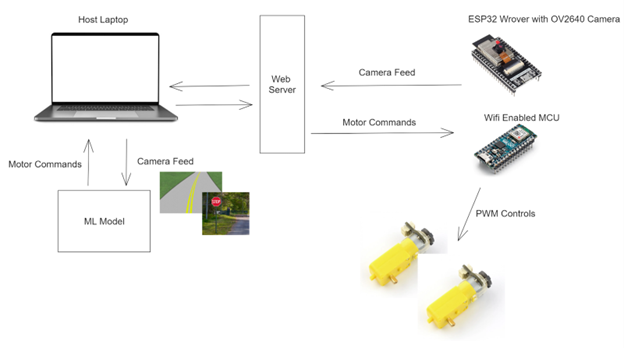 Host Laptop
ESP32 Wrover with OV2640 Camera
Web
Server
Camera Feed
Wifi Enabled MCU
Motor Commands
Motor Commands
Camera Feed
STOP
ML Model
PWM Controls